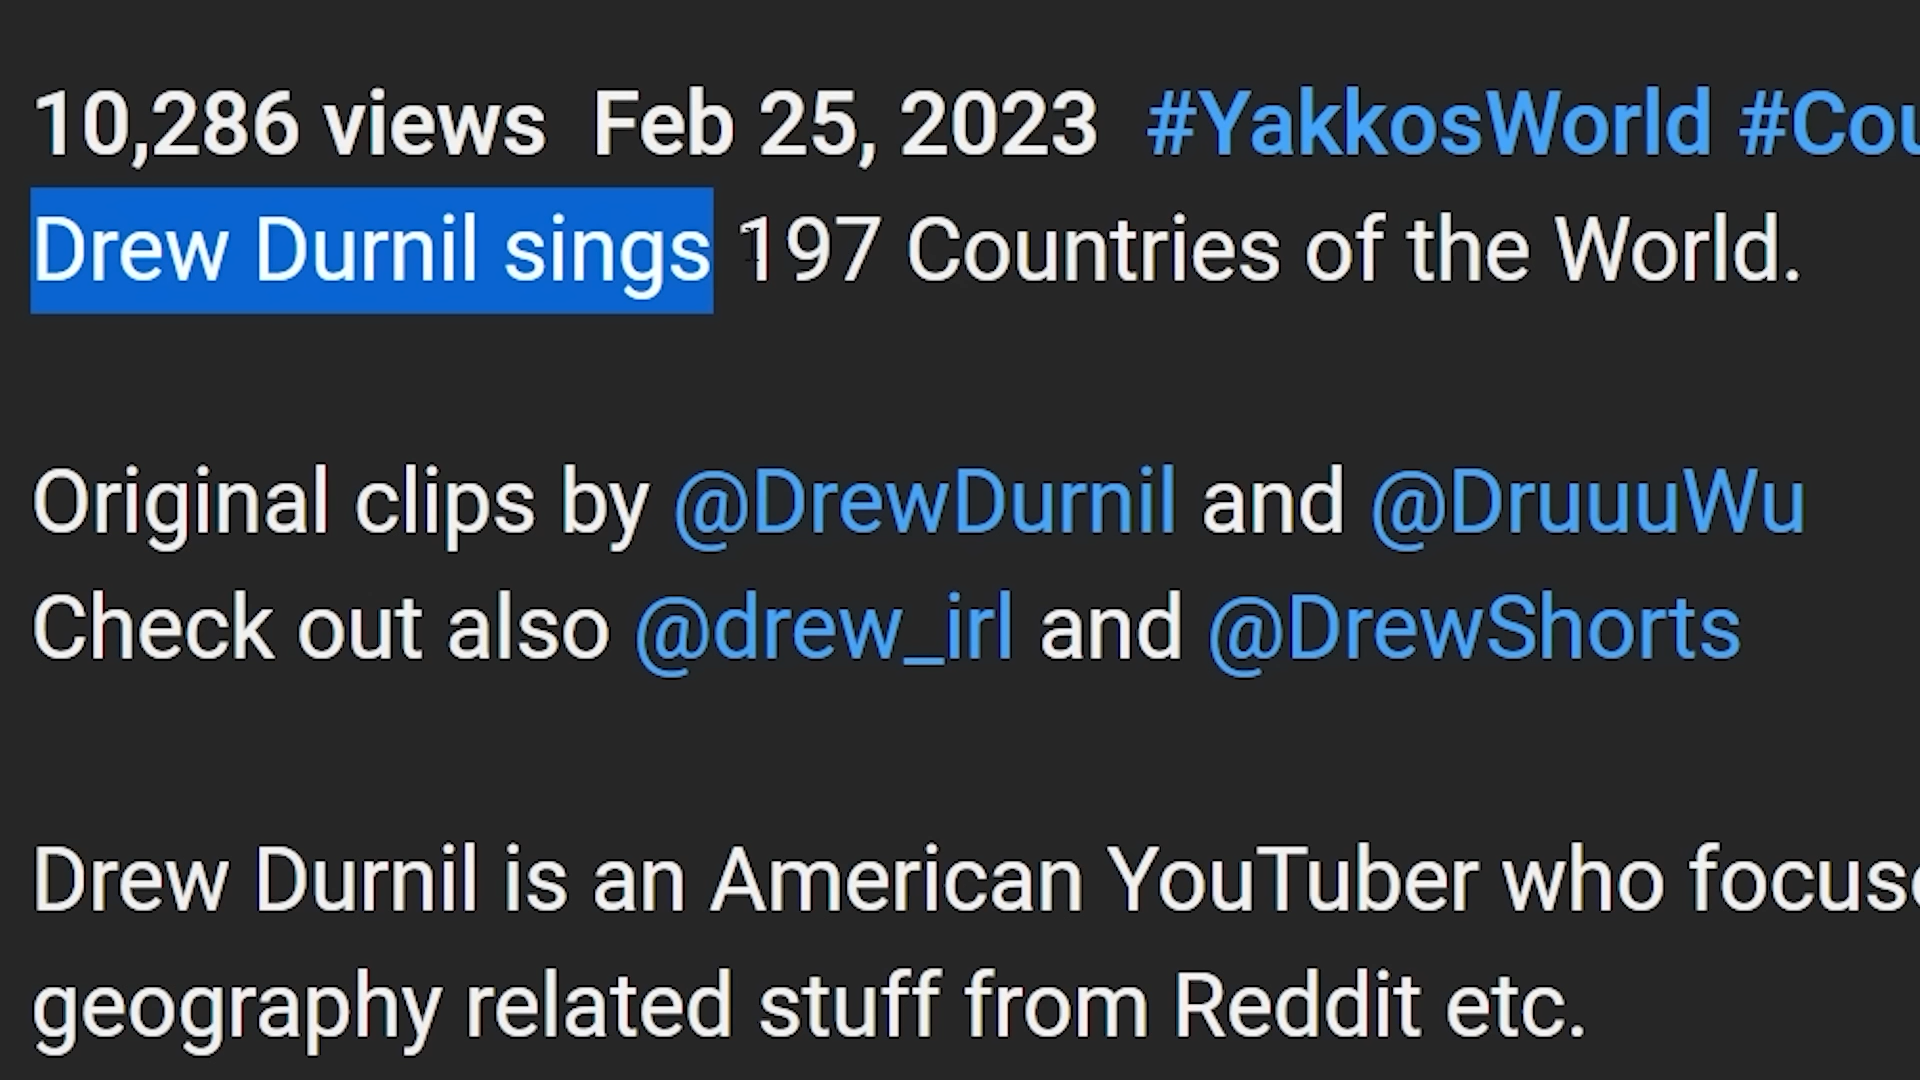 10,286 views Feb 25, 2023 #YakkosWorld #Cou
Drew Durnil sings 197 Countries of the World.
Original clips by @DrewDurnil and @DruuuWu
Check out also @drew_irl and @DrewShorts
Drew Durnil is an American YouTuber who focuse
geography related stuff from Reddit etc.